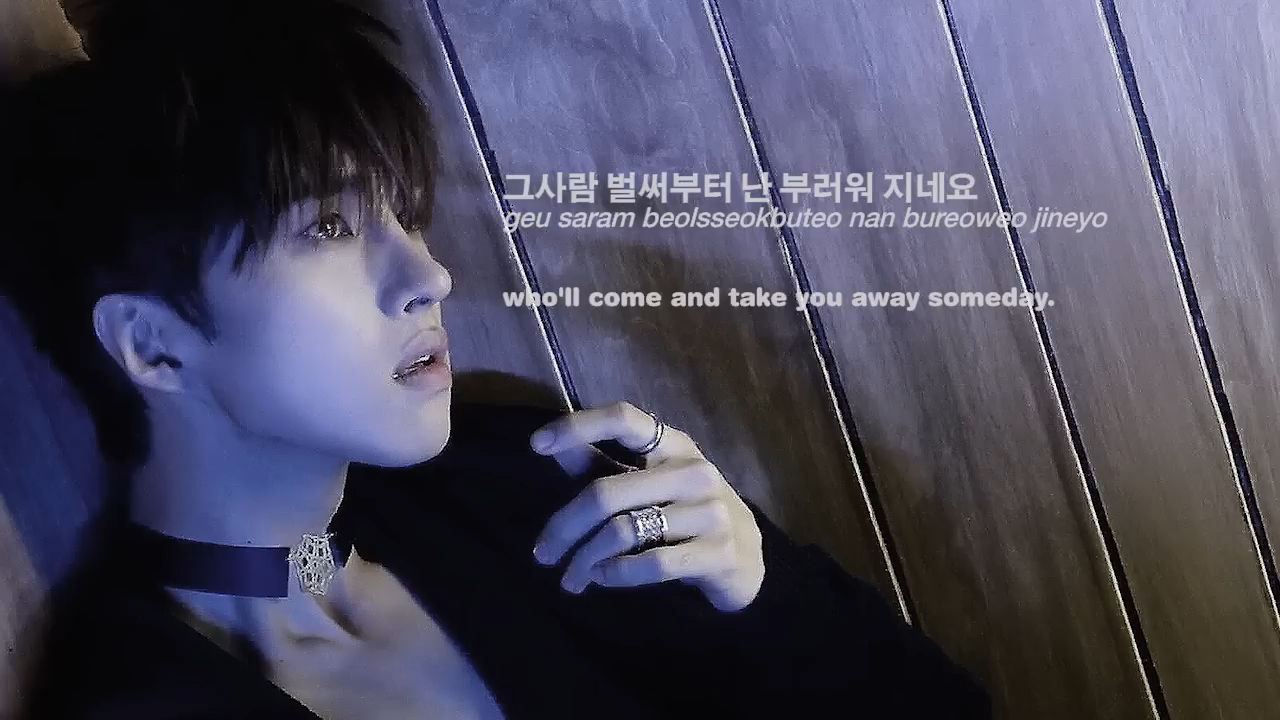 그사람 벌써부터 난 부러워 지네요
geu saram beolsseokbuteo nan bureoweo jineyo
who'll come and take you away someday.